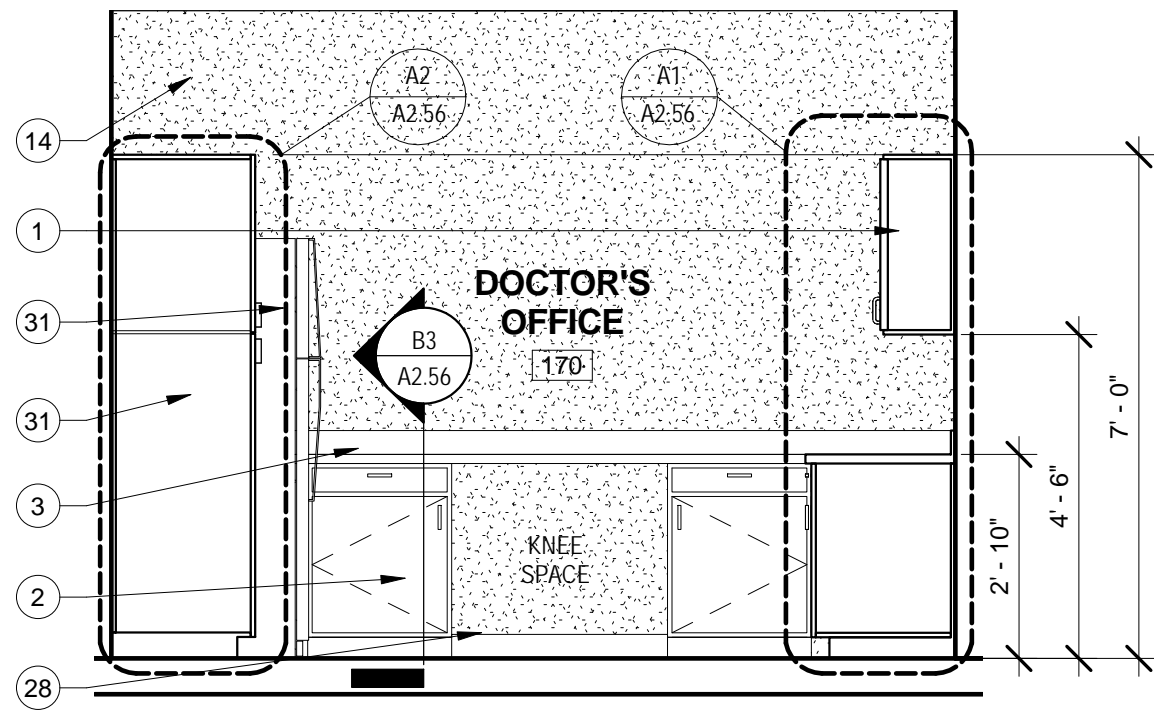 A2
A2.56
A1
A2.56
14
1
31
31
3
2
28
DOCTOR'S
OFFICE
170
B3
A2.56
KNEE
SPACE
2' - 10"
4' - 6"
7' - 0"